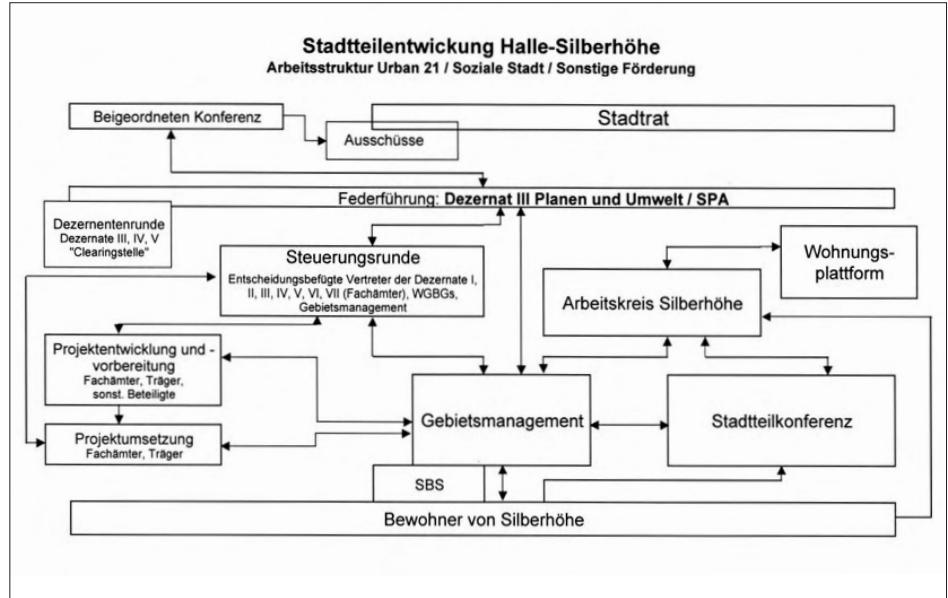 Stadtteilentwickung Halle-Silberhöhe
Arbeitsstruktur Urban 21 / Soziale Stadt / Sonstige Förderung
Beigeordneten Konferenz
Stadtrat
Ausschüsse
Federführung: Dezernat III Planen und Umwelt / SPA
Dezernentenrunde
Dezernate III, IV, V
"Clearingstelle"
Steuerungsrunde
Entscheidungsbefügte Vertreter der Dezernate I,
II, III, IV, V, VI, VII (Fachämter), WGBGs,
Gebietsmanagement
Wohnungs-
plattform
Arbeitskreis Silberhöhe
Projektentwicklung und -
vorbereitung
Fachämter, Träger,
sonst. Beteiligte
Gebietsmanagement
Stadtteilkonferenz
Projektumsetzung
Fachämter, Träger
SBS
Bewohner von Silberhöhe